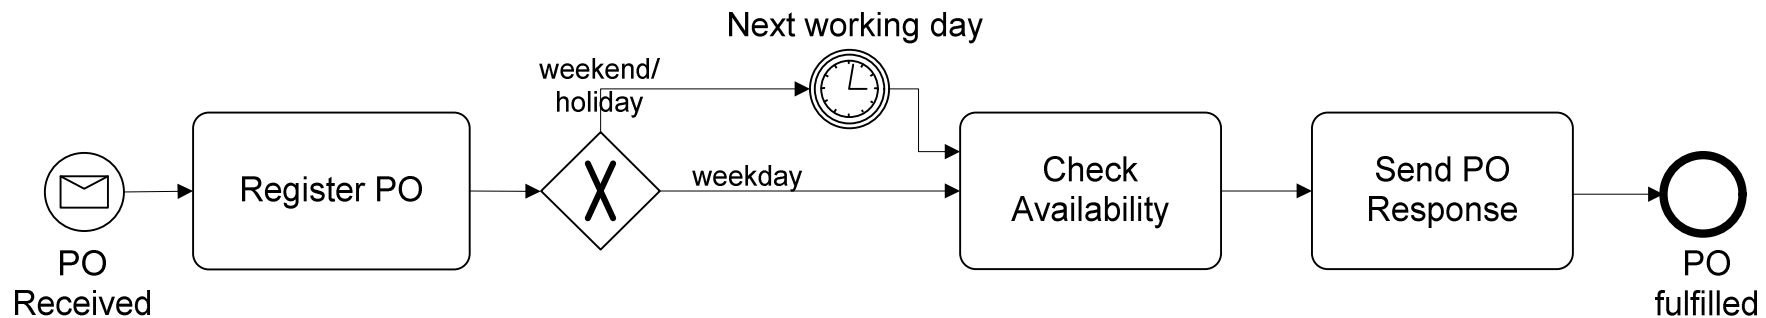 Next working day
weekend/
holiday
PO
Received
Register PO
weekday
Check
Availability
Send PO
Response
PO
fulfilled